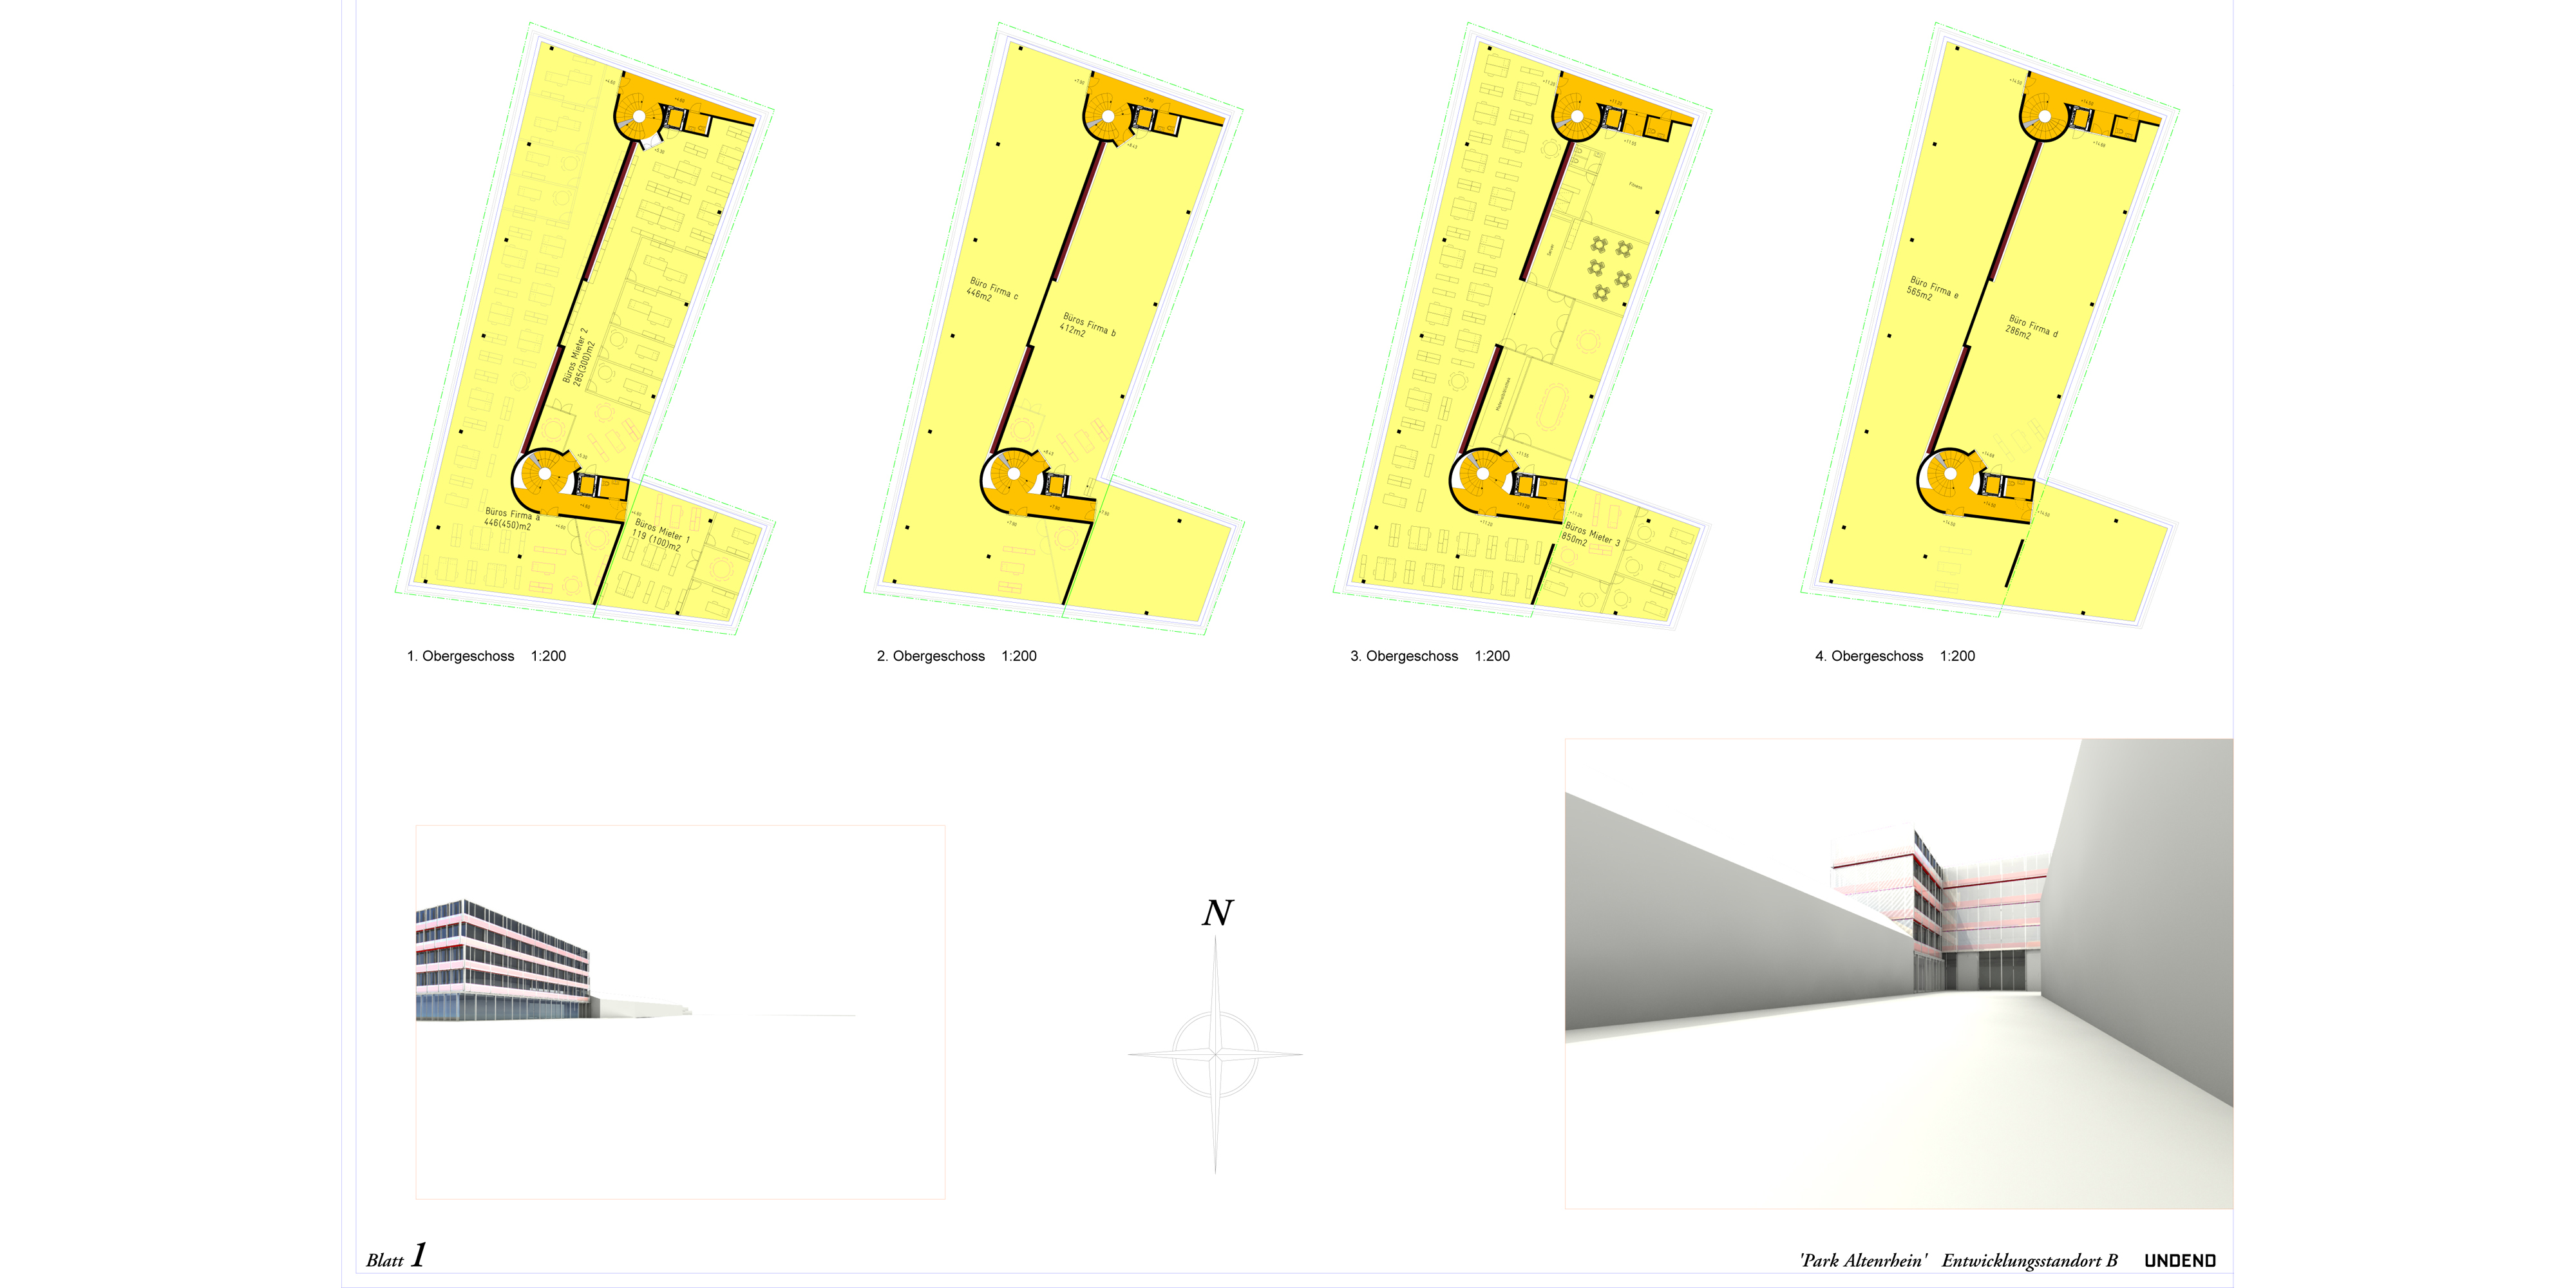 Büros Mieter 2
285(300)m2
Büros Firma a
446(450)m2
Büros Mieter 1
119 (100)m2
1. Obergeschoss 1:200
Büro Firma c
446m2
Büros Firma b
412m2
2. Obergeschoss 1:200
Fitness
Server
Büros Mieter 3
850m2
3. Obergeschoss 1:200
Büro Firma e
565m2
Büro Firma d
286m2
4. Obergeschoss 1:200
N
Blatt 1
'Park Altenrhein' Entwicklungsstandort B UNDEND